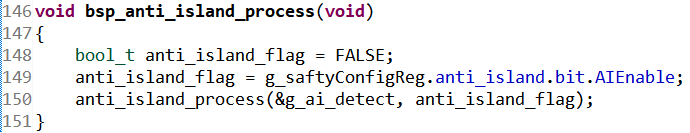 146 void bsp_anti_island_process(void)
147 {
148     bool_t anti_island_flag = FALSE;
149     anti_island_flag = g_saftyConfigReg.anti_island.bit.AIEnable;
150     anti_island_process(&g_ai_detect, anti_island_flag);
151 }